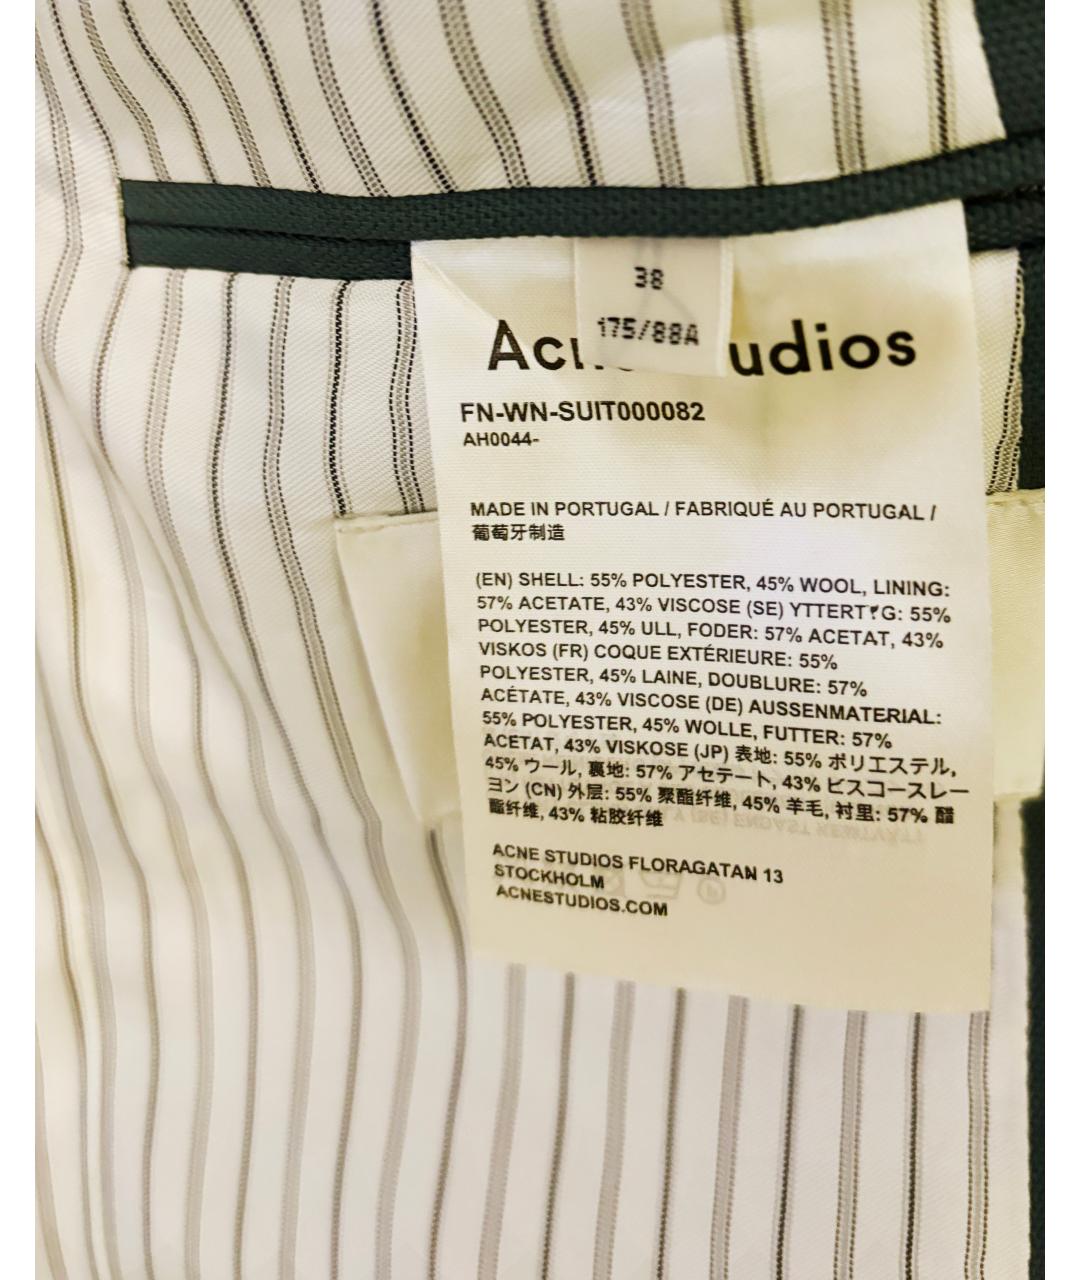 38
175/88A
udios
FN-WN-SUIT000082
AH0044-
MADE IN PORTUGAL / FABRIQUÉ AU PORTUGAL /
葡萄牙制造
(EN) SHELL: 55% POLYESTER, 45% WOOL, LINING:
57% ACETATE, 43% VISCOSE (SE) YTTERT G: 55%
POLYESTER, 45% ULL, FODER: 57% ACETAT, 43%
VISKOS (FR) COQUE EXTÉRIEURE: 55%
POLYESTER, 45% LAINE, DOUBLURE: 57%
ACÉTATE, 43% VISCOSE (DE) AUSSENMATERIAL:
55% POLYESTER, 45% WOLLE, FUTTER: 57%
ACETAT, 43% VISKOSE (JP) 表地: 55% ポリエステル,
45% ウール, 裏地: 57% アセテート, 43% ビスコースレー
ヨン (CN) 外层: 55% 聚酯纤维, 45% 羊毛, 衬里: 57% 醋
酯纤维, 43% 粘胶纤维
ACNE STUDIOS FLORAGATAN 13
STOCKHOLM
ACNESTUDIOS.COM